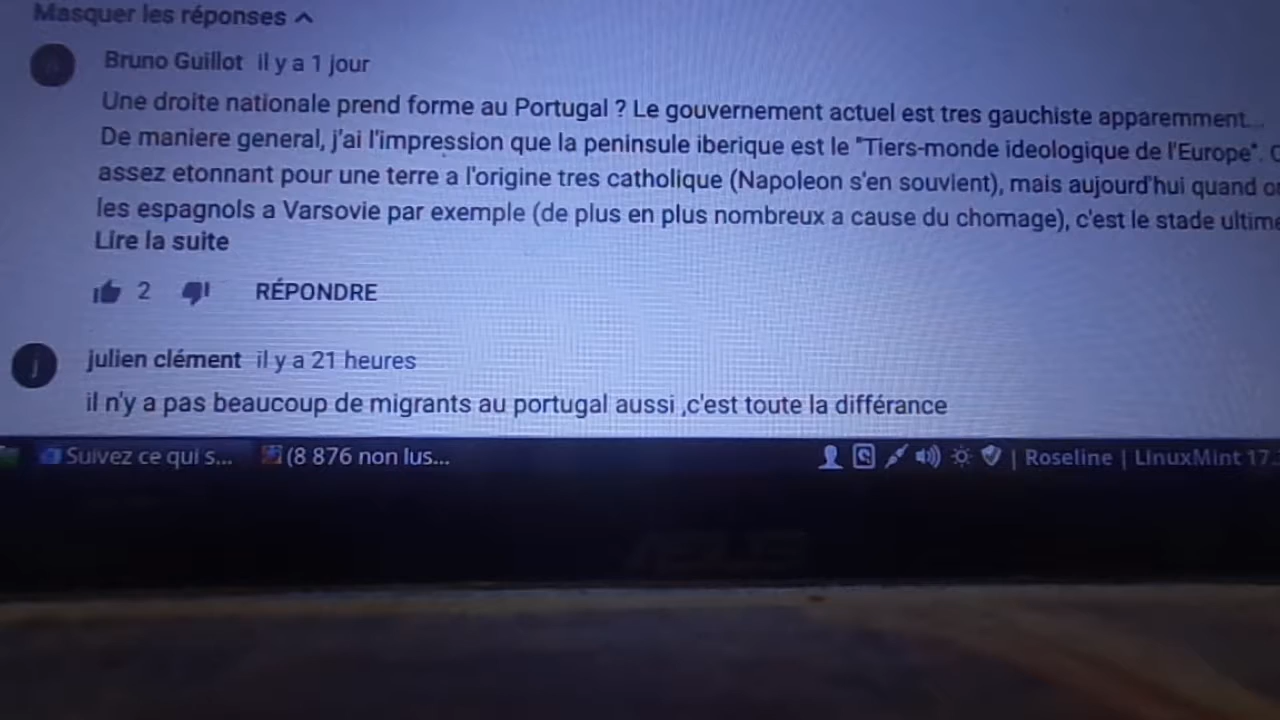 Masquer les réponses
Bruno Guillot il y a 1 jour
Une droite nationale prend forme au Portugal ? Le gouvernement actuel est tres gauchiste apparemment...
De maniere general, j'ai l'impression que la peninsule iberique est le "Tiers-monde ideologique de l'Europe".
assez etonnant pour une terre a l'origine tres catholique (Napoleon s'en souvient), mais aujourd'hui quand
les espagnols a Varsovie par exemple (de plus en plus nombreux a cause du chomage), c'est le stade ultime
Lire la suite
2 RÉPONDRE
j
julien clément il y a 21 heures
il n'y a pas beaucoup de migrants au portugal aussi ,c'est toute la différance
Suivez ce qui s... (8 876 non lus... | Roseline | LinuxMint 17.
ASUS